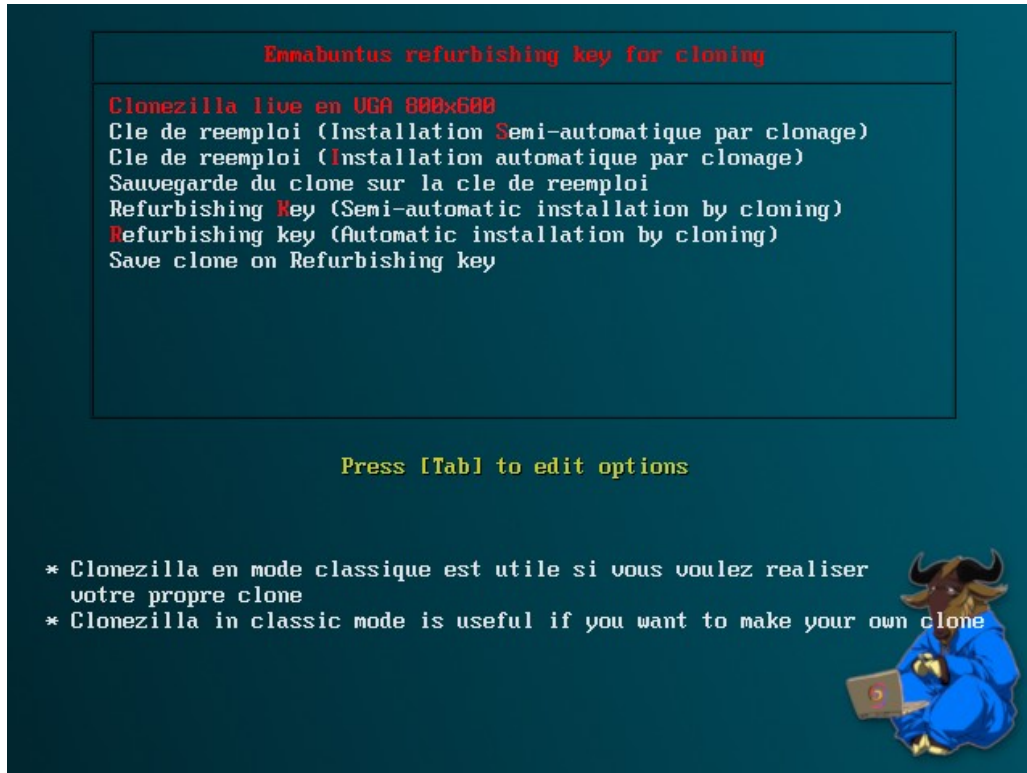 Emmabuntus refurbishing key for cloning
Clonezilla live en VGA 800x600
Cle de reemploi (Installation Semi-automatique par clonage)
Cle de reemploi (Installation automatique par clonage)
Sauvegarde du clone sur la cle de reemploi
Refurbishing Key (Semi-automatic installation by cloning)
Refurbishing key (Automatic installation by cloning)
Save clone on Refurbishing key
Press [Tab] to edit options
* Clonezilla en mode classique est utile si vous voulez realiser
votre propre clone
* Clonezilla in classic mode is useful if you want to make your own clone